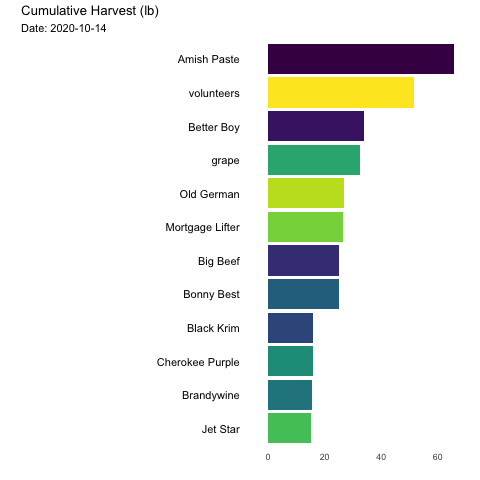 Cumulative Harvest (lb)
Date: 2020-10-14
Amish Paste
volunteers
Better Boy
grape
Old German
Mortgage Lifter
Big Beef
Bonny Best
Black Krim
Cherokee Purple
Brandywine
Jet Star
0 20 40 60